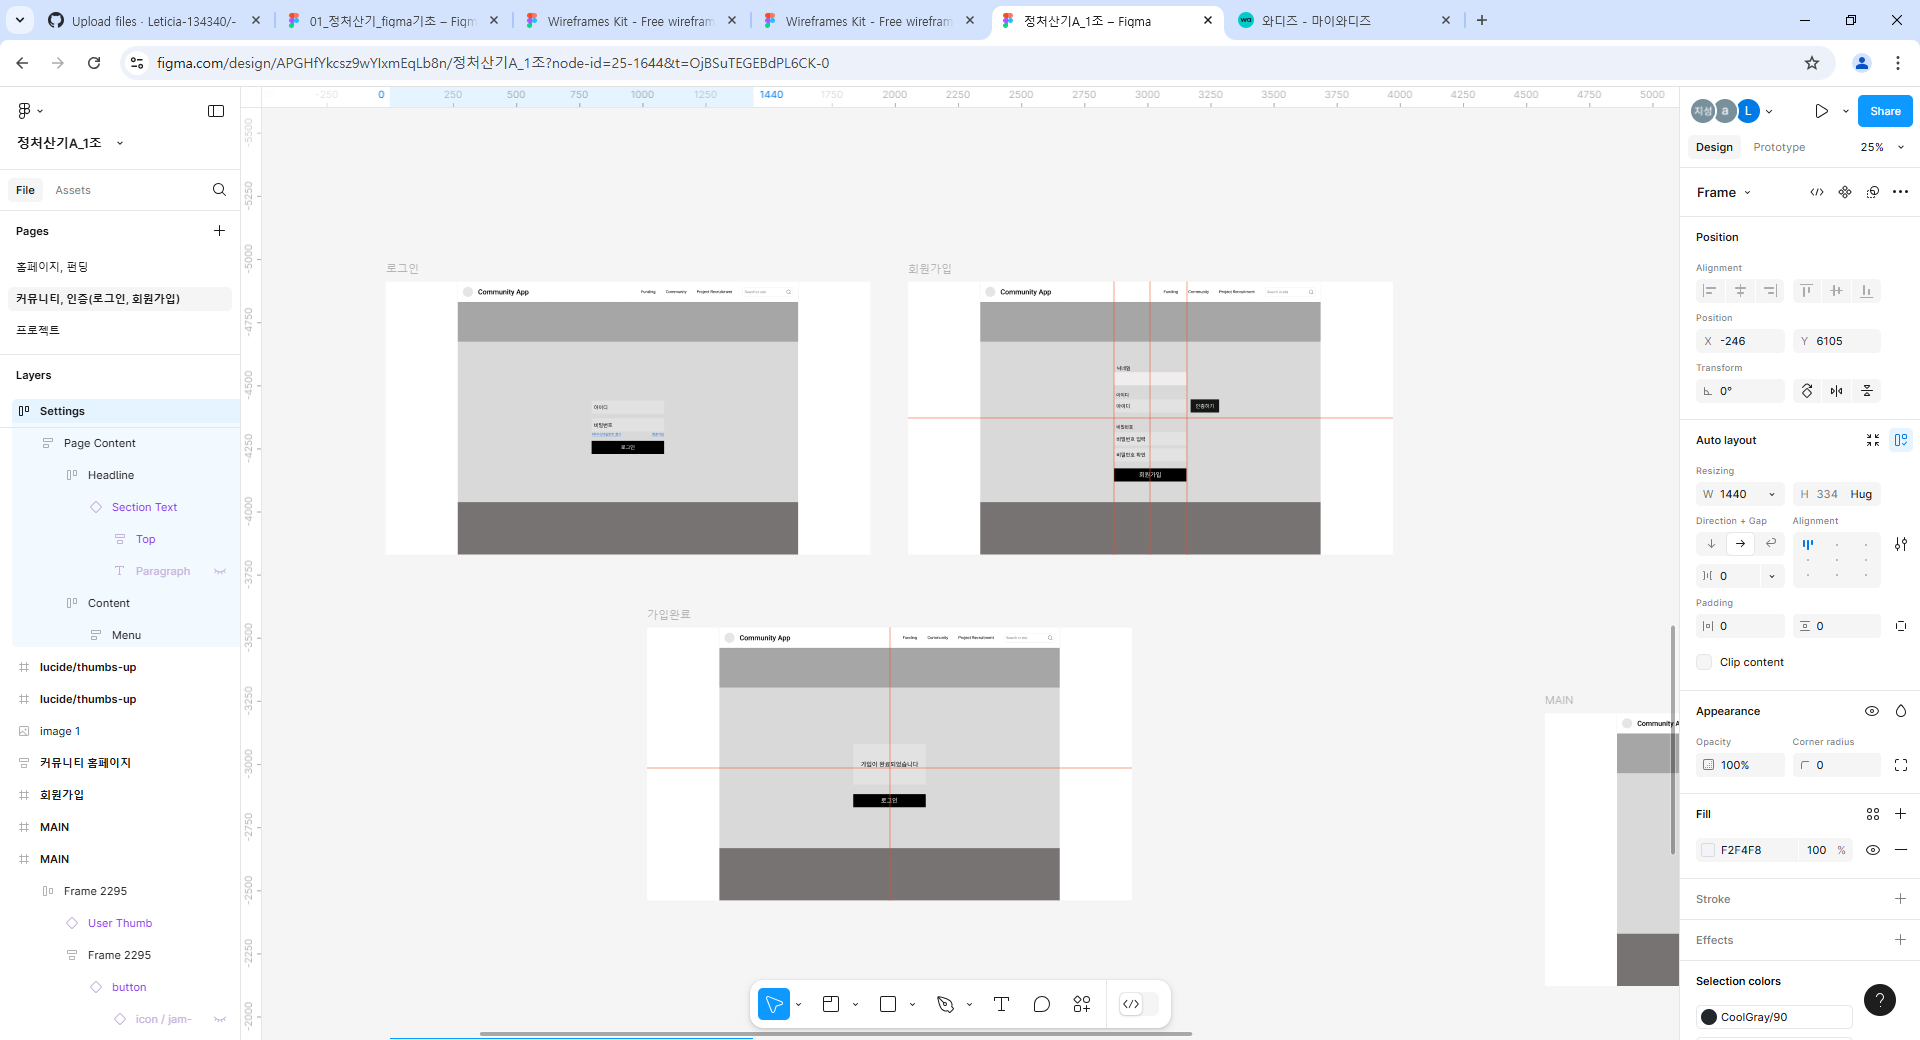 Upload files · Leticia-134340/-
01_정처산기_figma기초 – Figm
Wireframes Kit - Free wirefram
Wireframes Kit - Free wirefram
정처산기A_1조 – Figma
와디즈 - 마이와디즈
figma.com/design/APGHfYkcsz9wYIxmEqLb8n/정처산기A_1조?node-id=25-1644&t=OjBSuTEGEBdPL6CK-0
정처산기A_1조
File
Assets
Pages
홈페이지, 펀딩
커뮤니티, 인증(로그인, 회원가입)
프로젝트
Layers
Settings
Page Content
Headline
Section Text
Top
Paragraph
Content
Menu
lucide/thumbs-up
lucide/thumbs-up
image 1
커뮤니티 홈페이지
회원가입
MAIN
MAIN
Frame 2295
User Thumb
Frame 2295
button
icon / jam-
-250 0 250 500 750 1000 1250 1440 1750 2000 2250 2500 2750 3000 3250 3500 3750 4000 4250 4500 4750 5000
-5500
-5250
-5000
-4750
-4500
-4250
-4000
-3750
-3500
-3250
-3000
-2750
-2500
-2250
-2000
로그인
Community App
Funding
Community
Project Recruitment
아이디
비밀번호
로그인
회원가입
Community App
Funding
Community
Project Recruitment
닉네임
아이디
아이디
인증하기
비밀번호
비밀번호 입력
비밀번호 확인
회원가입
가입완료
Community App
Funding
Community
Project Recruitment
가입이 완료되었습니다
로그인
MAIN
Community A
지섬
a
L
Share
Design
Prototype
25%
Frame
Position
Alignment
Position
X -246
Y 6105
Transform
0°
Auto layout
Resizing
W 1440
H 334 Hug
Direction + Gap
Alignment
0
Padding
0
0
Clip content
Appearance
Opacity
Corner radius
100%
0
Fill
F2F4F8
100 %
Stroke
Effects
Selection colors
CoolGray/90
?